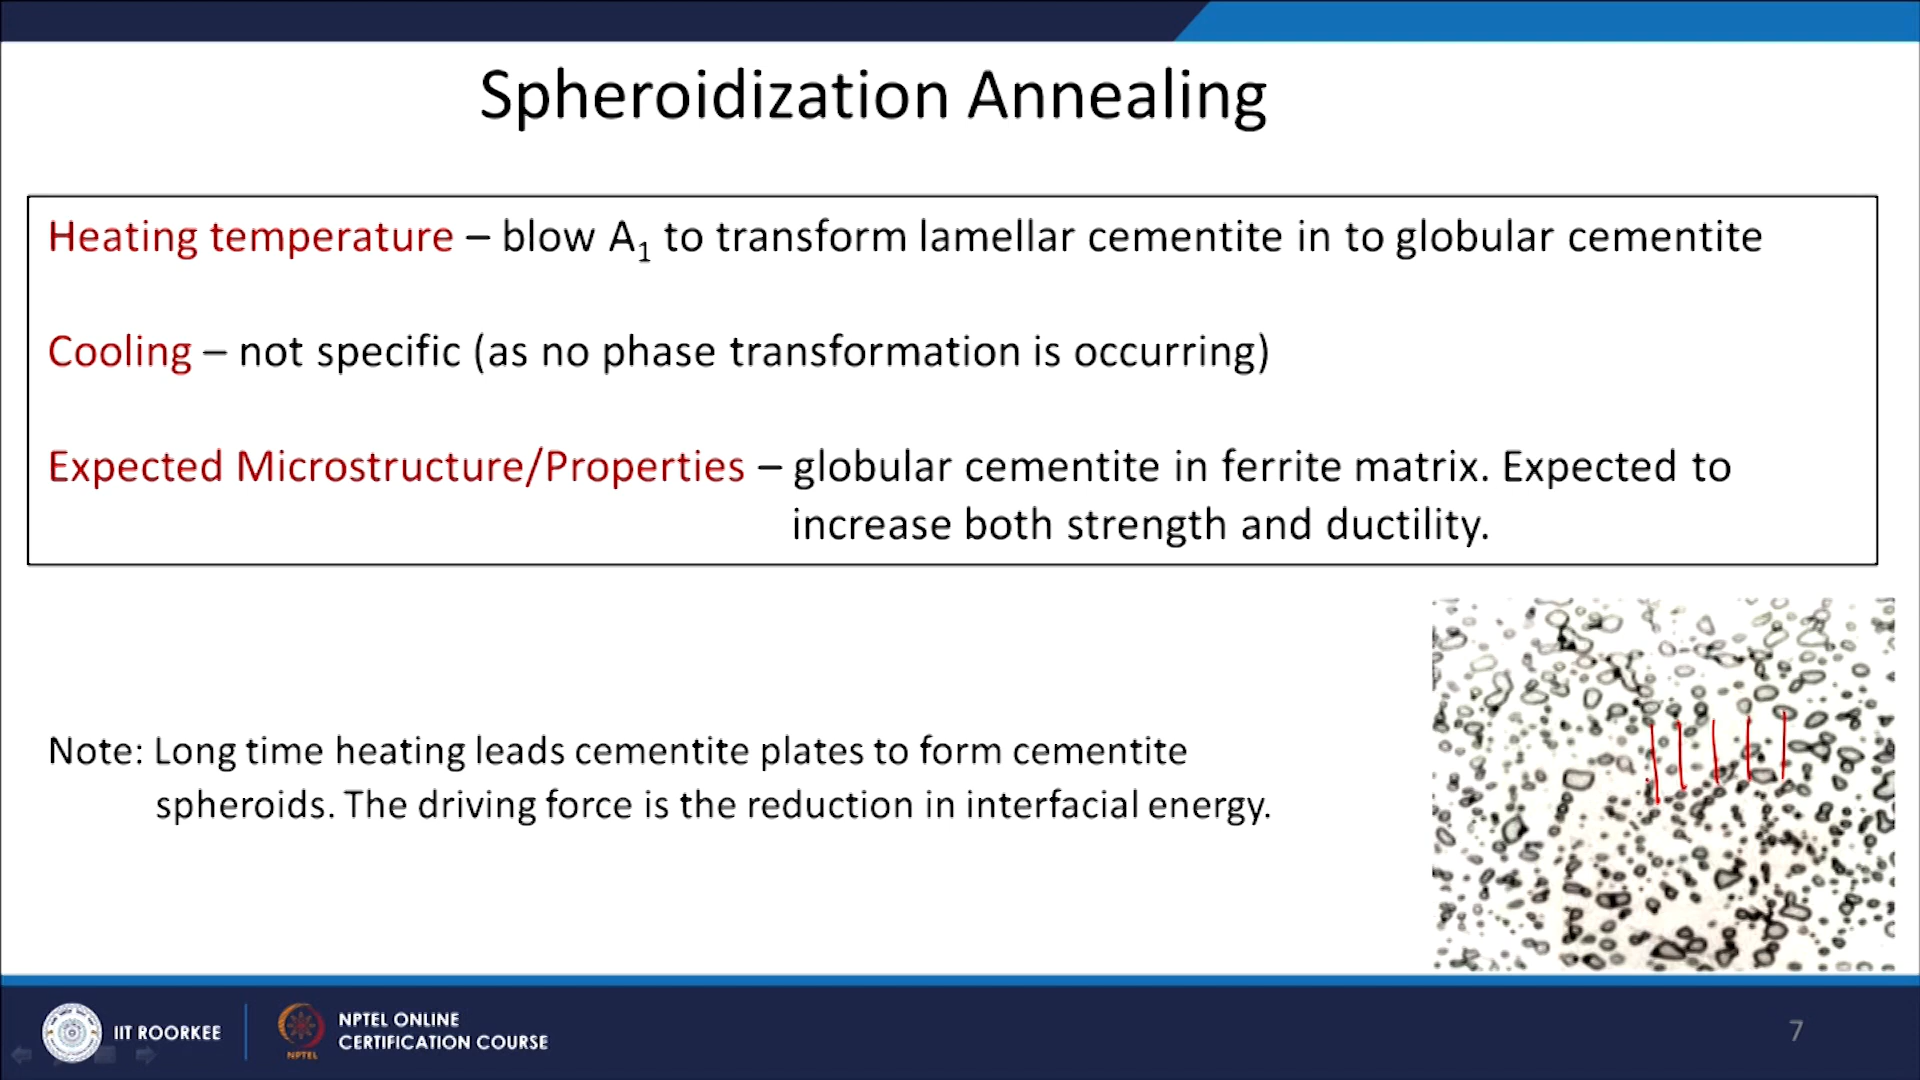 Spheroidization Annealing
Heating temperature – blow A₁ to transform lamellar cementite in to globular cementite
Cooling – not specific (as no phase transformation is occurring)
Expected Microstructure/Properties – globular cementite in ferrite matrix. Expected to
increase both strength and ductility.
Note: Long time heating leads cementite plates to form cementite
spheroids. The driving force is the reduction in interfacial energy.
IIT ROORKEE
NPTEL
NPTEL ONLINE
CERTIFICATION COURSE
7